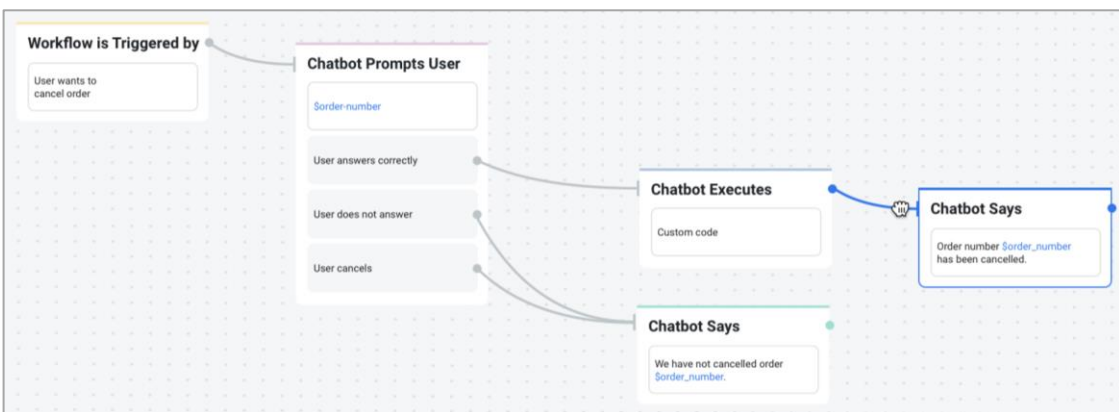 Workflow is Triggered by
User wants to
cancel order
Chatbot Prompts User
$order-number
User answers correctly
User does not answer
User cancels
Chatbot Executes
Custom code
Chatbot Says
Order number $order_number
has been cancelled.
Chatbot Says
We have not cancelled order
$order_number.